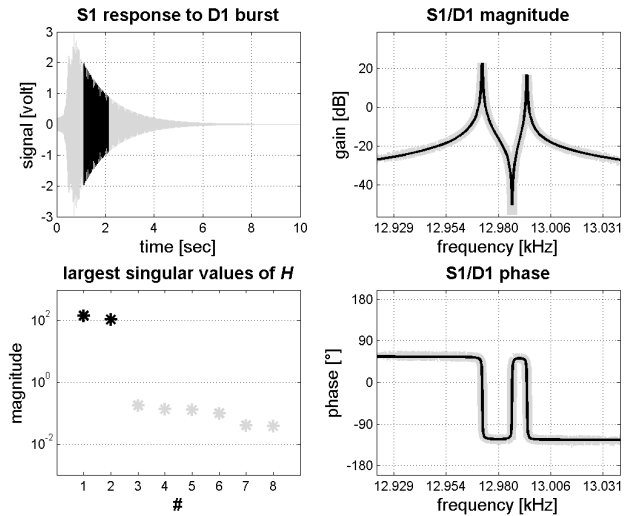 S1 response to D1 burst
3
2
1
0
-1
-2
-3
signal [volt]
0 2 4 6 8 10
time [sec]
S1/D1 magnitude
20
0
-20
-40
gain [dB]
12.929 12.954 12.980 13.006 13.031
frequency [kHz]
largest singular values of H
10^2
10^0
10^-2
magnitude
1 2 3 4 5 6 7 8
#
S1/D1 phase
180
90
0
-90
-180
phase [°]
12.929 12.954 12.980 13.006 13.031
frequency [kHz]